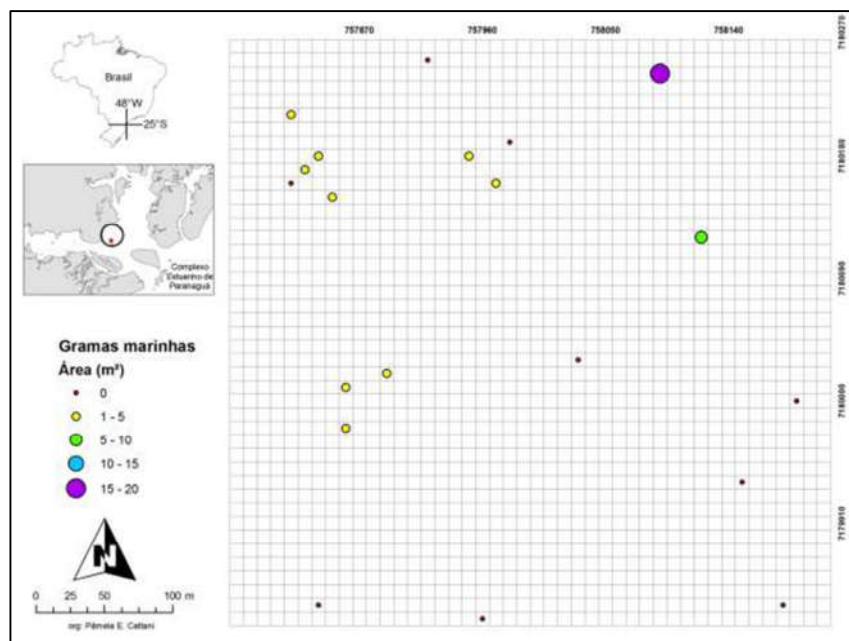 757870 757960 758050 758140
7180270
7180180
7180090
7180000
7179910
Brasil
48°W
25°S
Complexo
Estuarino de
Paranaguá
Gramas marinhas
Área (m²)
0
1 - 5
5 - 10
10 - 15
15 - 20
N
0 25 50 100 m
org: Pâmela E. Cattani